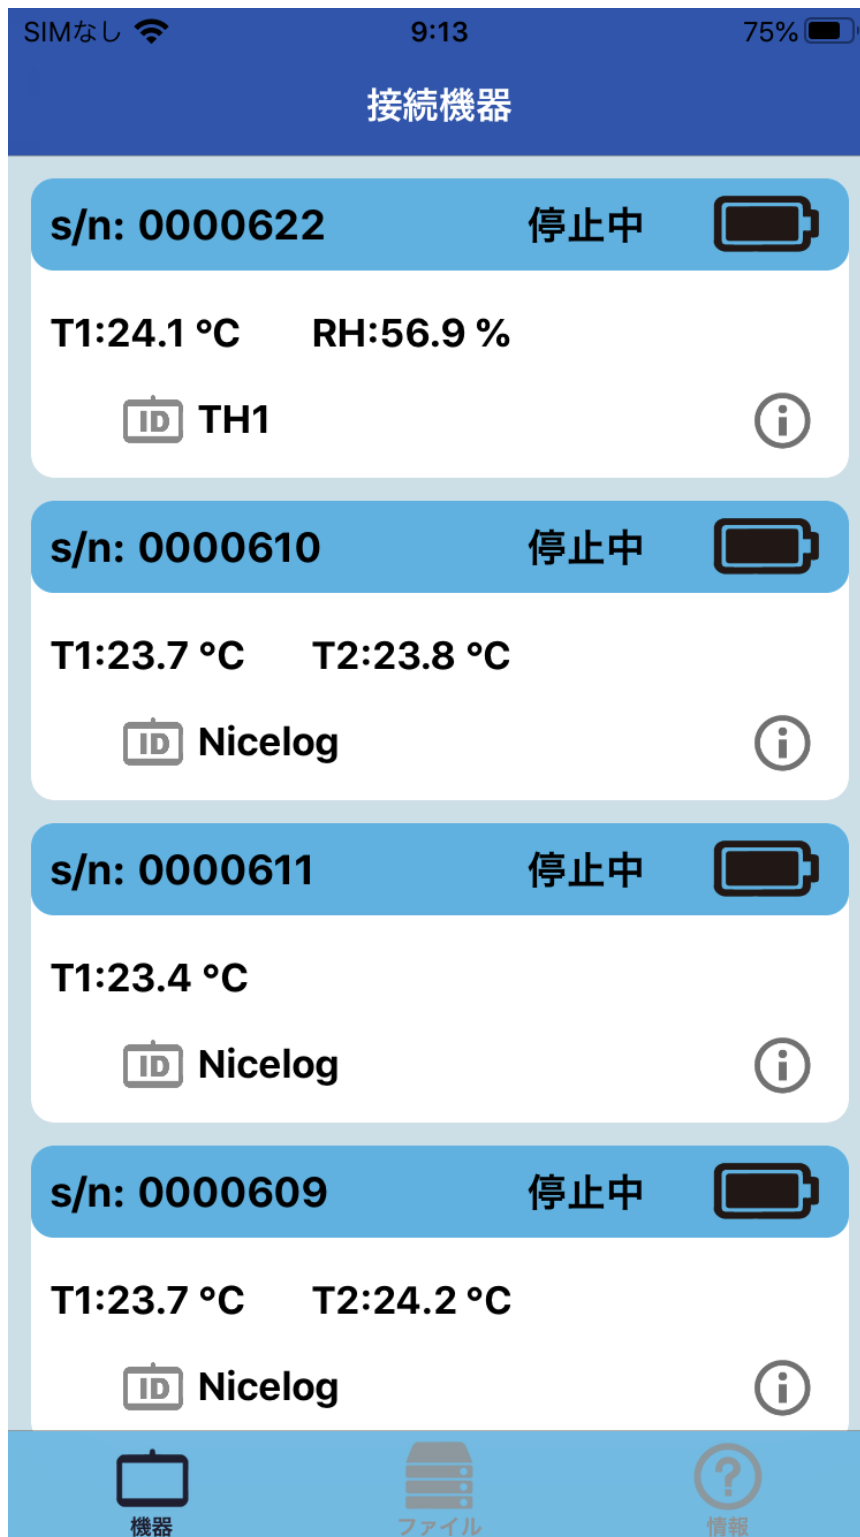 SIMなし 9:13 75%
接続機器
s/n: 0000622 停止中
T1:24.1 ℃ RH:56.9 %
ID TH1
s/n: 0000610 停止中
T1:23.7 ℃ T2:23.8 ℃
ID Nicelog
s/n: 0000611 停止中
T1:23.4 ℃
ID Nicelog
s/n: 0000609 停止中
T1:23.7 ℃ T2:24.2 ℃
ID Nicelog
機器 ファイル 情報